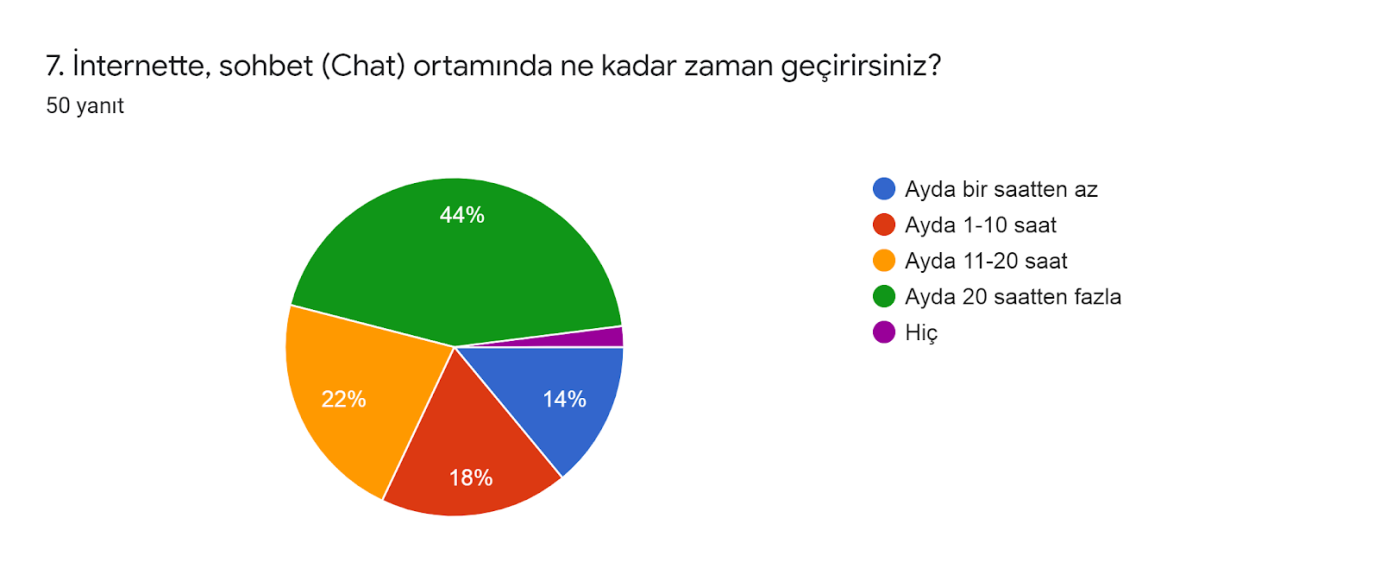 7. İnternette, sohbet (Chat) ortamında ne kadar zaman geçirirsiniz?
50 yanıt
44%
22%
14%
18%
Ayda bir saatten az
Ayda 1-10 saat
Ayda 11-20 saat
Ayda 20 saatten fazla
Hiç